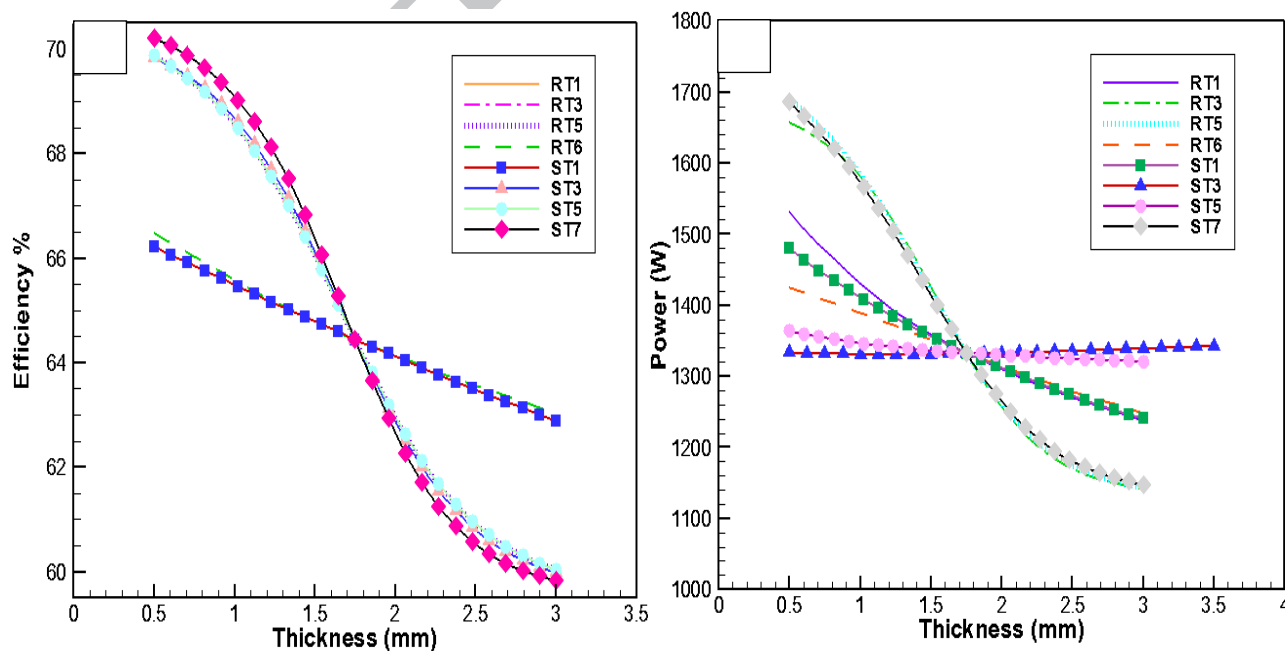 70
68
66
64
62
60
Efficiency %
0
0.5
1
1.5
2
2.5
3
3.5
Thickness (mm)
RT1
RT3
RT5
RT6
ST1
ST3
ST5
ST7
1800
1700
1600
1500
1400
1300
1200
1100
1000
Power (W)
0
0.5
1
1.5
2
2.5
3
3.5
4
Thickness (mm)
RT1
RT3
RT5
RT6
ST1
ST3
ST5
ST7